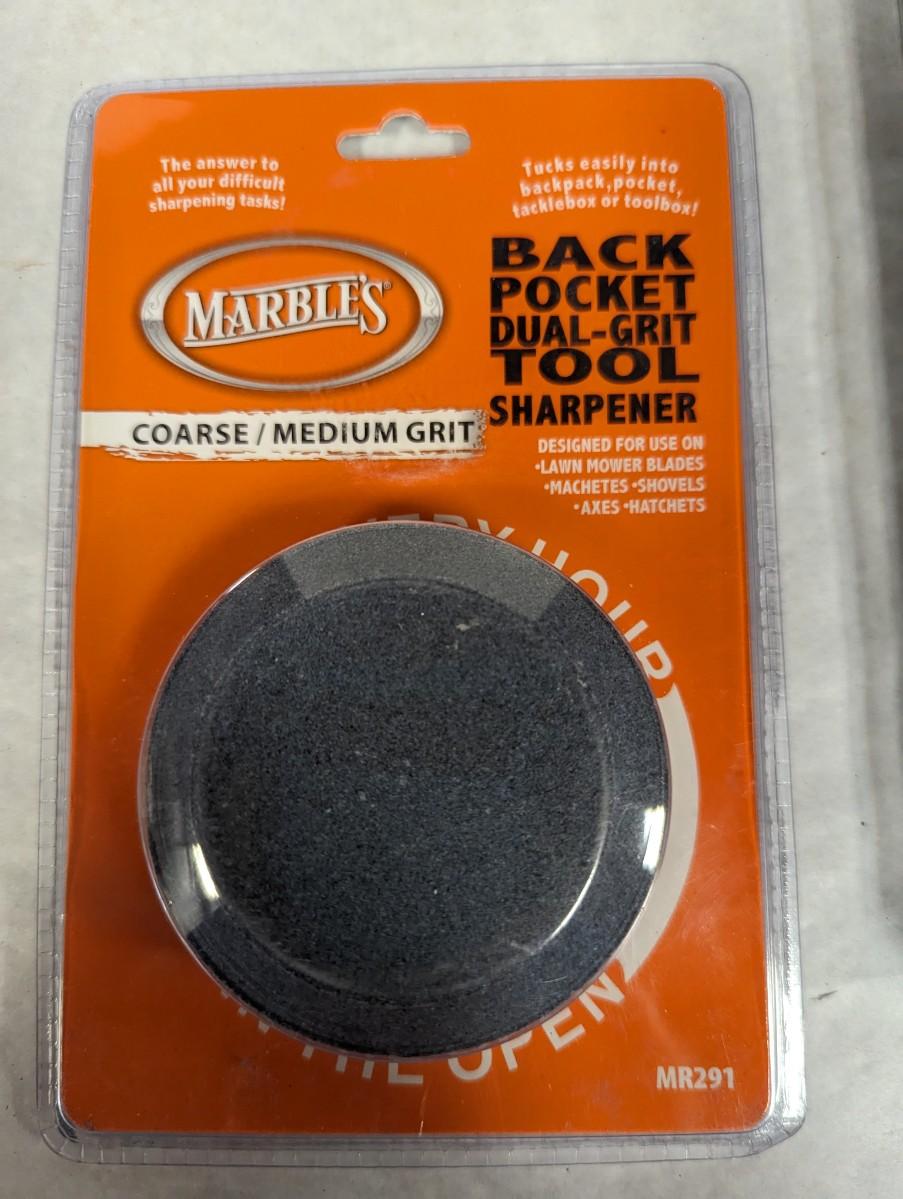 The answer to
all your difficult
sharpening tasks!
Tucks easily into
backpack, pocket,
tacklebox or toolbox!
MARBLE'S®
BACK
POCKET
DUAL-GRIT
TOOL
SHARPENER
COARSE / MEDIUM GRIT
DESIGNED FOR USE ON
•LAWN MOWER BLADES
•MACHETES •SHOVELS
•AXES •HATCHETS
HOUR
OPEN
MR291